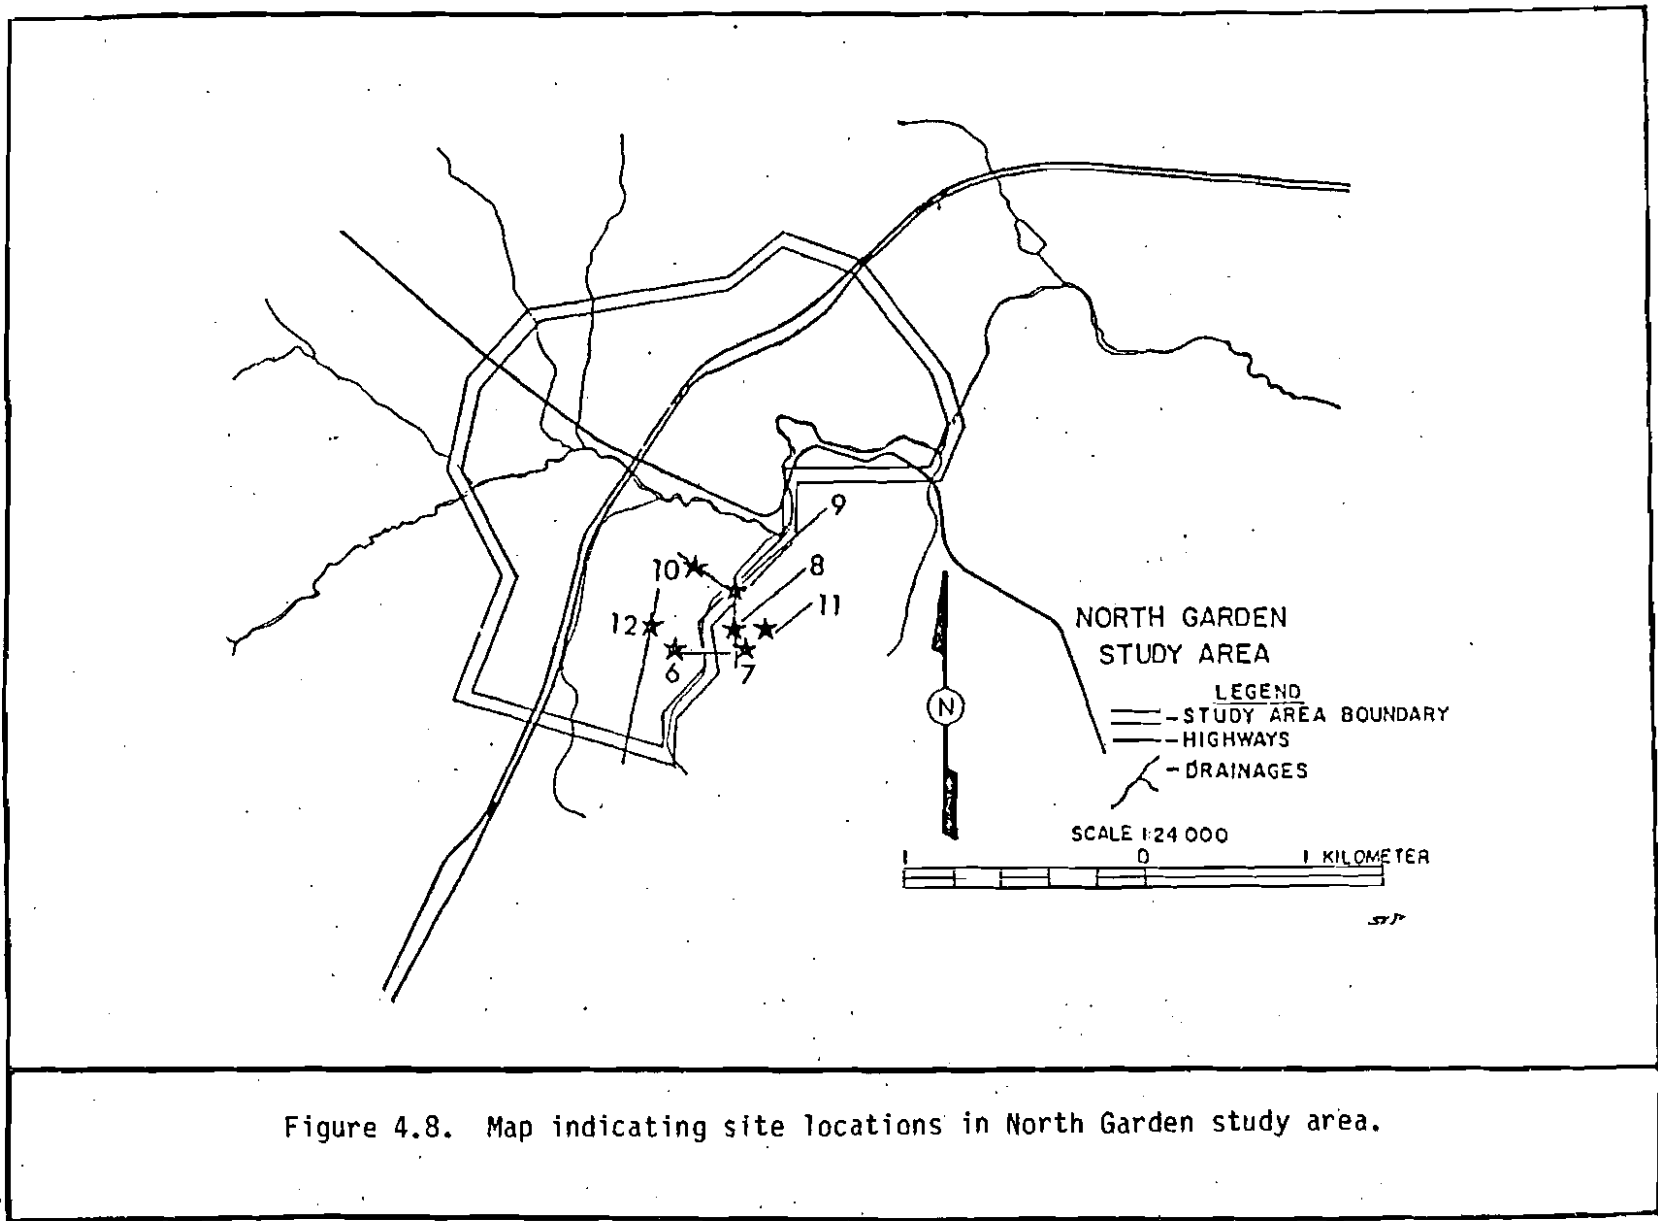 9
10
8
11
12
6
7
NORTH GARDEN
STUDY AREA
LEGEND
- STUDY AREA BOUNDARY
- HIGHWAYS
- DRAINAGES
N
SCALE 1:24 000
1 0 1 KILOMETER
Figure 4.8. Map indicating site locations in North Garden study area.